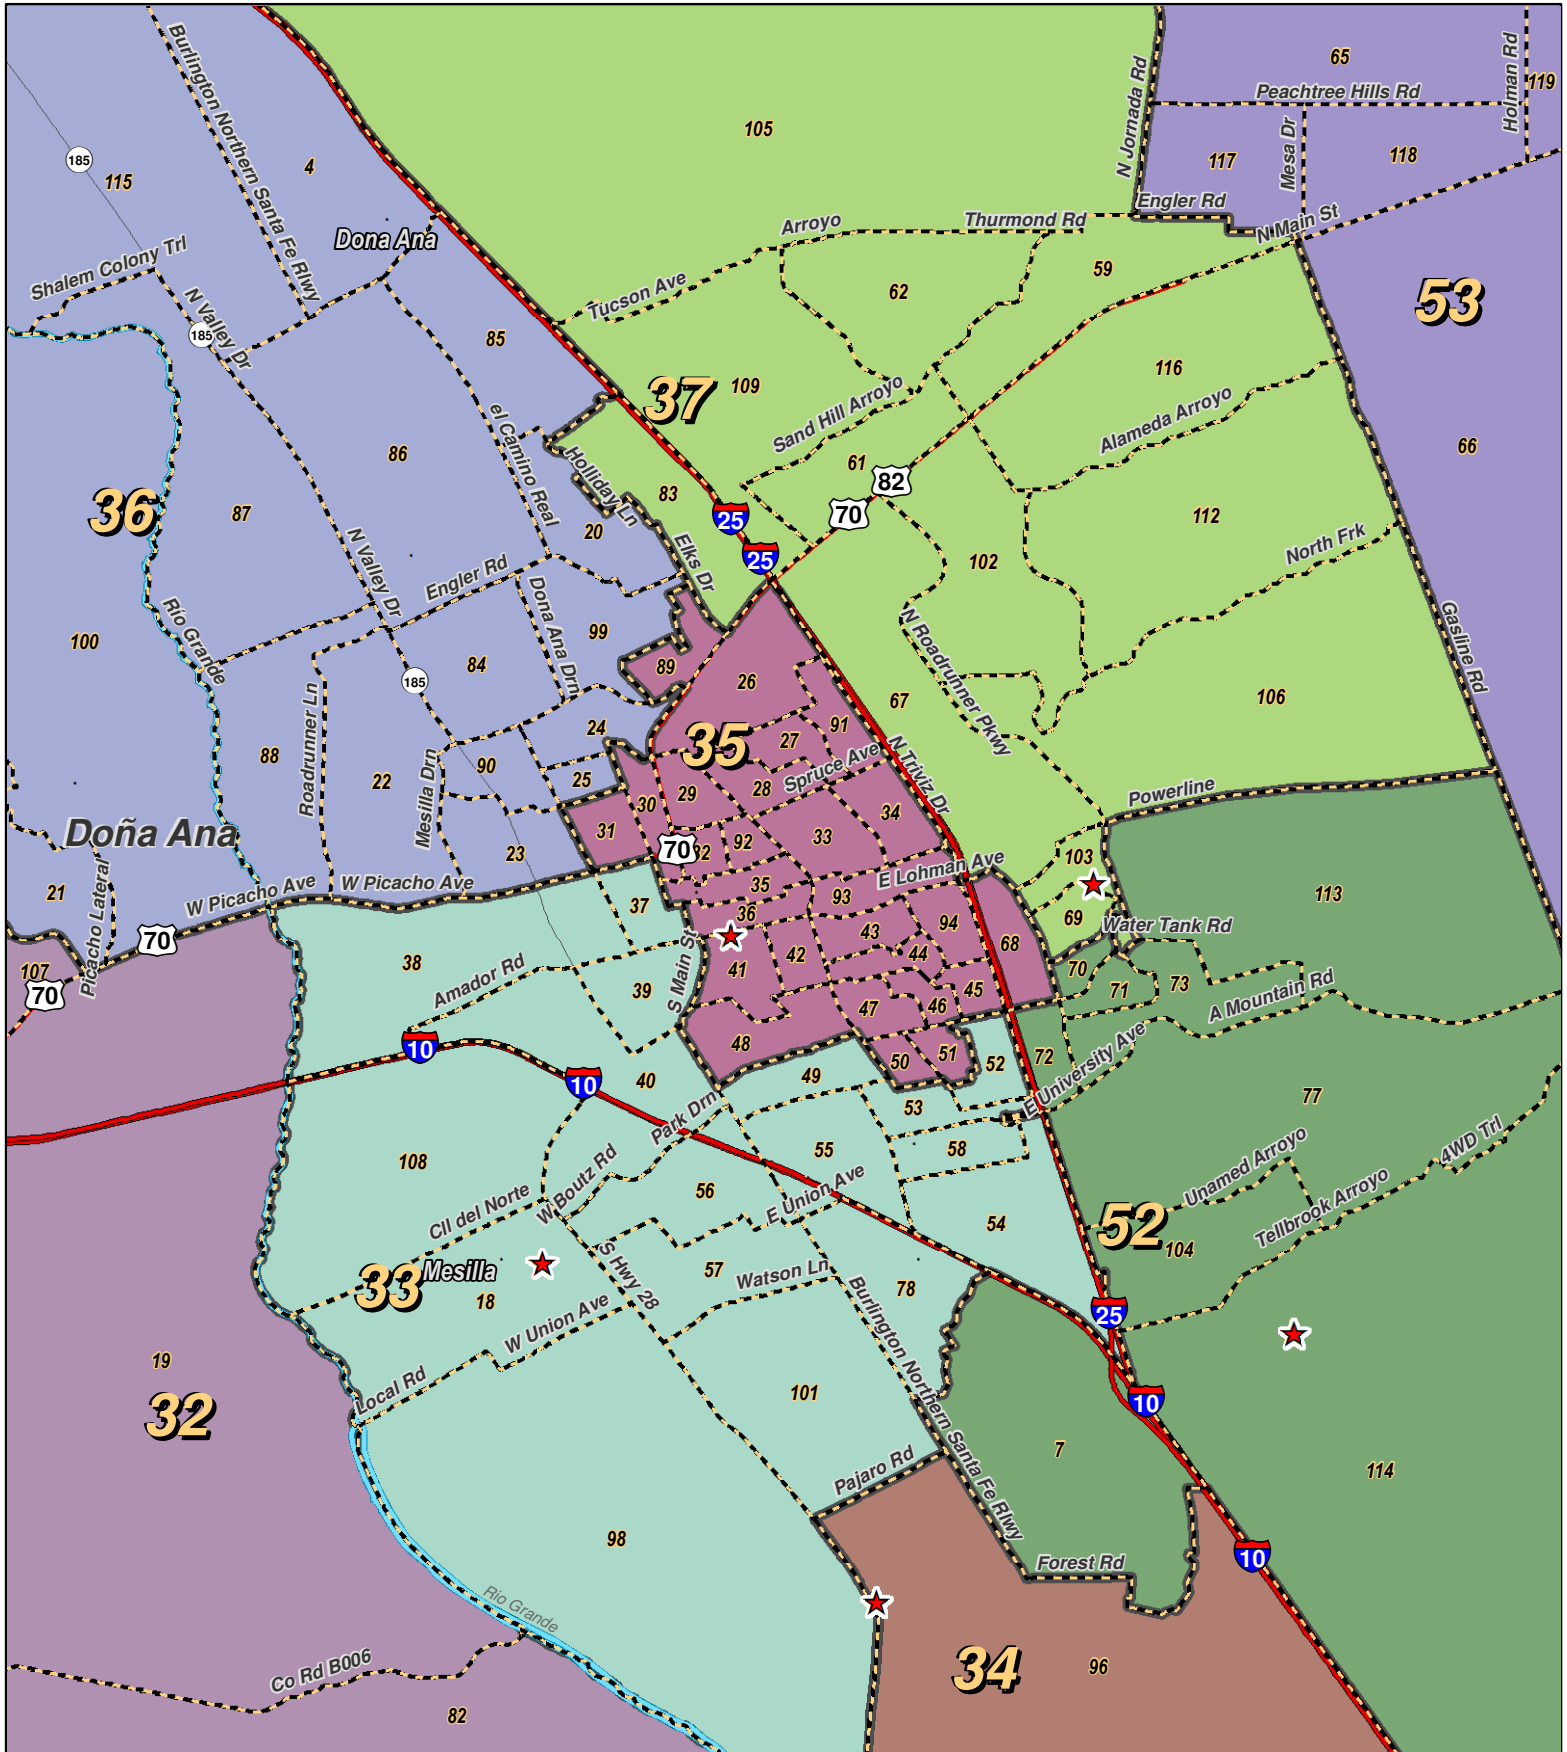 Burlington Northern Santa Fe Rlwy
65
Holman Rd
119
Peachtree Hills Rd
N Jornada Rd
105
Mesa Dr
117
118
185
115
4
Engler Rd
Dona Ana
Arroyo
Thurmond Rd
N Main St
Shalem Colony Trl
59
Tucson Ave
62
53
N Valley Dr
185
85
116
37
109
Sand Hill Arroyo
Alameda Arroyo
el Camino Real
86
66
61
82
Holliday Ln
83
36
87
25
70
112
20
North Frk
N Valley Dr
Elks Dr
25
102
Engler Rd
Dona Ana Drn
Rio Grande
Gasline Rd
100
99
N Roadrunner Pkwy
84
89
185
26
106
Roadrunner Ln
67
24
91
35
27
88
90
N Triviz Dr
22
25
Spruce Ave
28
29
Mesilla Drn
Powerline
30
34
31
33
Doña Ana
92
70
32
23
103
E Lohman Ave
35
W Picacho Ave
W Picacho Ave
21
93
113
Picacho Lateral
37
36
69
94
Water Tank Rd
43
70
68
42
44
38
41
107
Amador Rd
70
S Main St
73
A Mountain Rd
70
39
71
45
46
47
48
10
51
50
52
72
E University Ave
49
40
10
77
53
Park Drn
4WD Trl
58
55
108
W Boutz Rd
Unamed Arroyo
56
Cll del Norte
E Union Ave
Tellbrook Arroyo
54
52
104
S Hwy 28
Mesilla
57
Watson Ln
33
18
78
25
W Union Ave
Burlington Northern Santa Fe Rlwy
19
Local Rd
101
10
32
7
114
Pajaro Rd
98
10
Forest Rd
Rio Grande
34
96
Co Rd B006
82